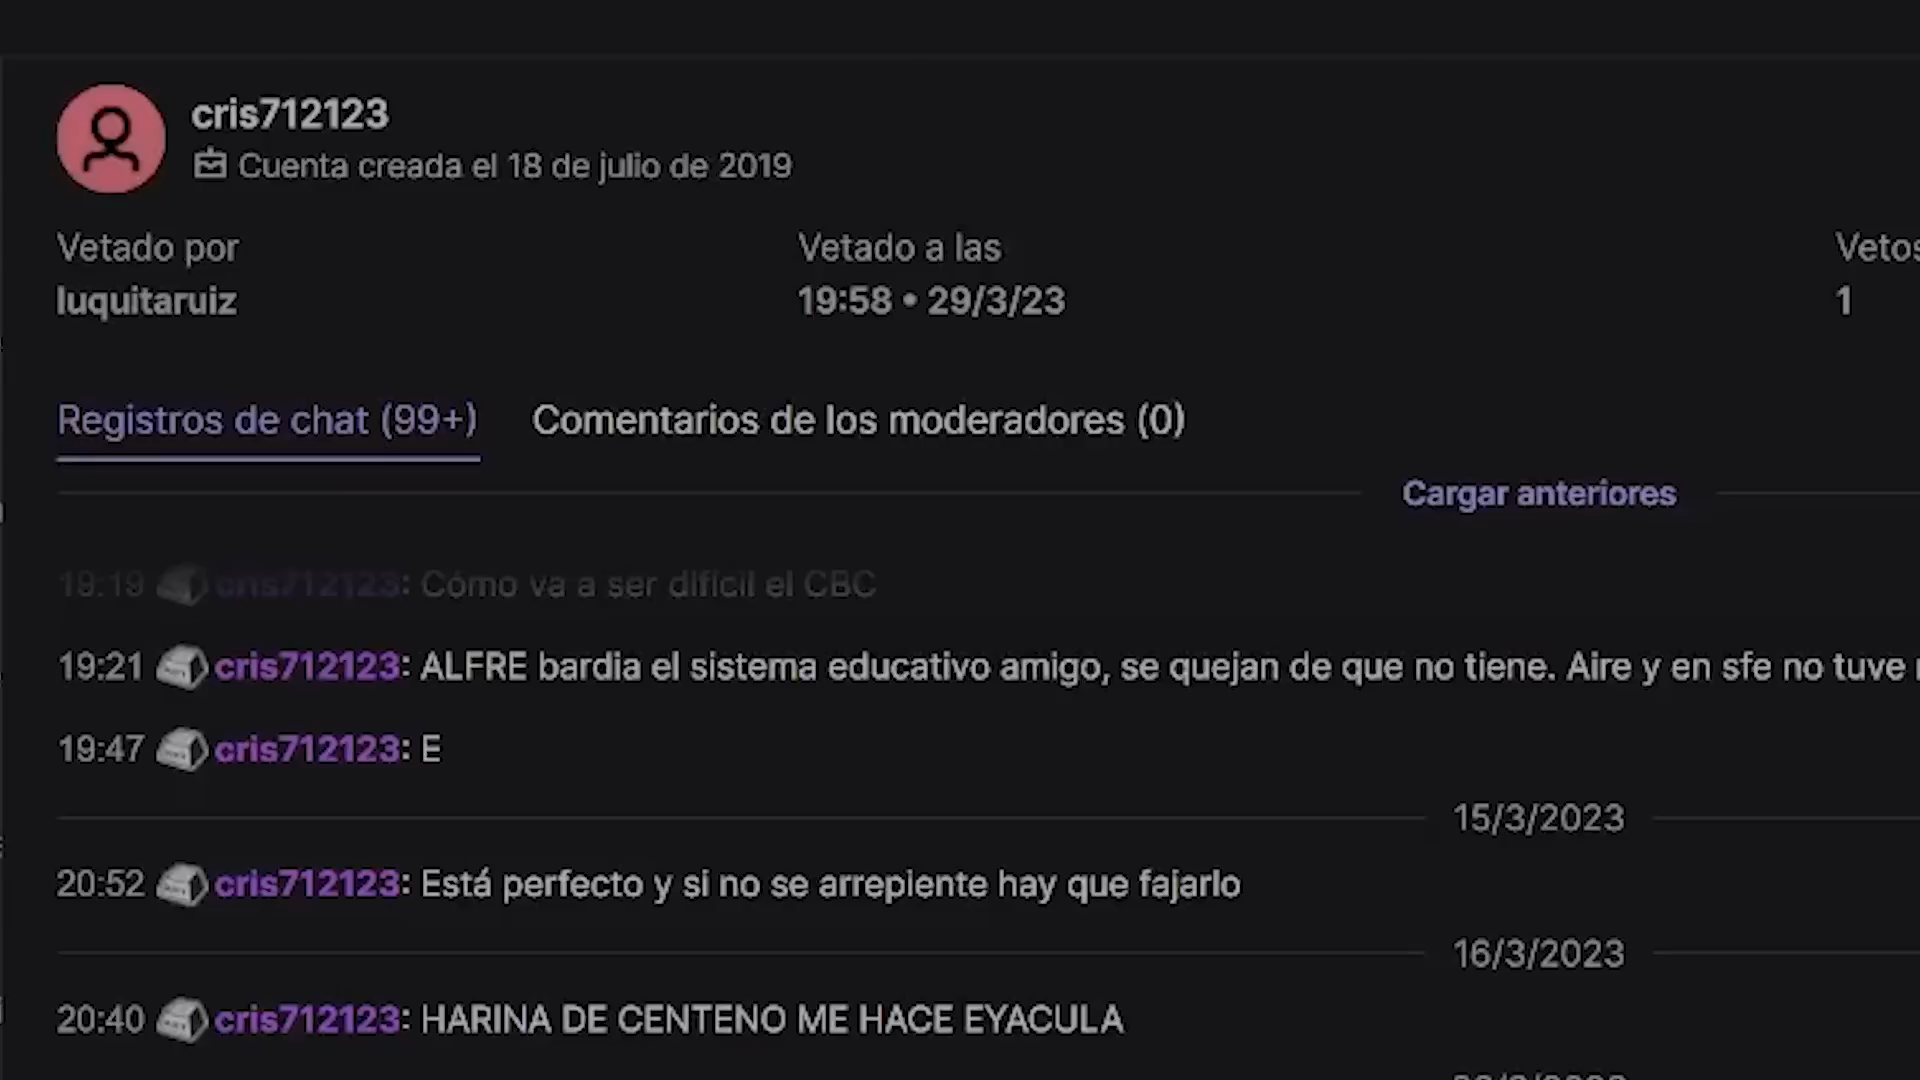 cris712123
Cuenta creada el 18 de julio de 2019
Vetado por
luquitaruiz
Vetado a las
19:58 • 29/3/23
Vetos
1
Registros de chat (99+)
Comentarios de los moderadores (0)
Cargar anteriores
19:19 cris712123: Cómo va a ser difícil el CBC
19:21 cris712123: ALFRE bardia el sistema educativo amigo, se quejan de que no tiene. Aire y en sfe no tuve
19:47 cris712123: E
15/3/2023
20:52 cris712123: Está perfecto y si no se arrepiente hay que fajarlo
16/3/2023
20:40 cris712123: HARINA DE CENTENO ME HACE EYACULA